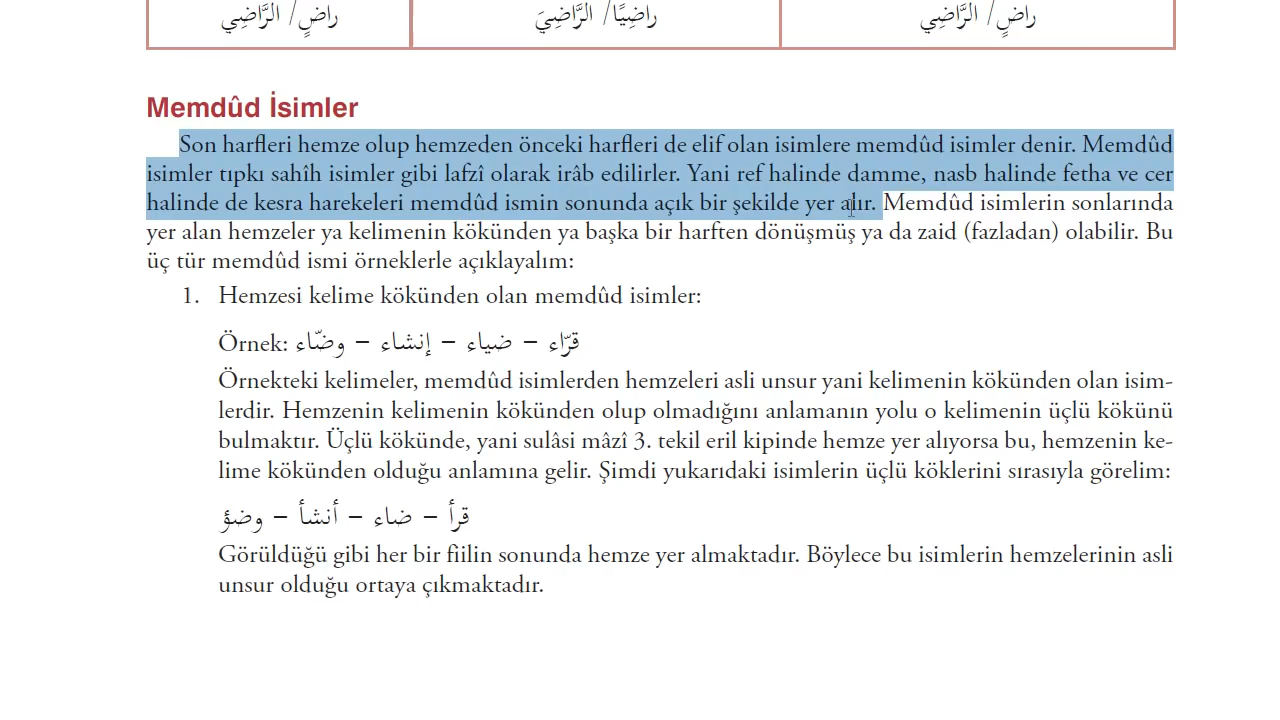 راضٍ/ الرَّاضِي راضِيًا/ الرَّاضِيَ راضٍ/ الرَّاضِي
Memdûd İsimler
Son harfleri hemze olup hemzeden önceki harfleri de elif olan isimlere memdûd isimler denir. Memdûd
isimler tıpkı sahîh isimler gibi lafzî olarak irâb edilirler. Yani ref halinde damme, nasb halinde fetha ve cer
halinde de kesra harekeleri memdûd ismin sonunda açık bir şekilde yer alır. Memdûd isimlerin sonlarında
yer alan hemzeler ya kelimenin kökünden ya başka bir harften dönüşmüş ya da zaid (fazladan) olabilir. Bu
üç tür memdûd ismi örneklerle açıklayalım:
1. Hemzesi kelime kökünden olan memdûd isimler:
Örnek: قرّاء – ضياء – إنشاء – وضّاء
Örnekteki kelimeler, memdûd isimlerden hemzeleri asli unsur yani kelimenin kökünden olan isim-
lerdir. Hemzenin kelimenin kökünden olup olmadığını anlamanın yolu o kelimenin üçlü kökünü
bulmaktır. Üçlü kökünde, yani sulâsi mâzî 3. tekil eril kipinde hemze yer alıyorsa bu, hemzenin ke-
lime kökünden olduğu anlamına gelir. Şimdi yukarıdaki isimlerin üçlü köklerini sırasıyla görelim:
قرأ – ضاء – أنشأ – وضؤ
Görüldüğü gibi her bir fiilin sonunda hemze yer almaktadır. Böylece bu isimlerin hemzelerinin asli
unsur olduğu ortaya çıkmaktadır.